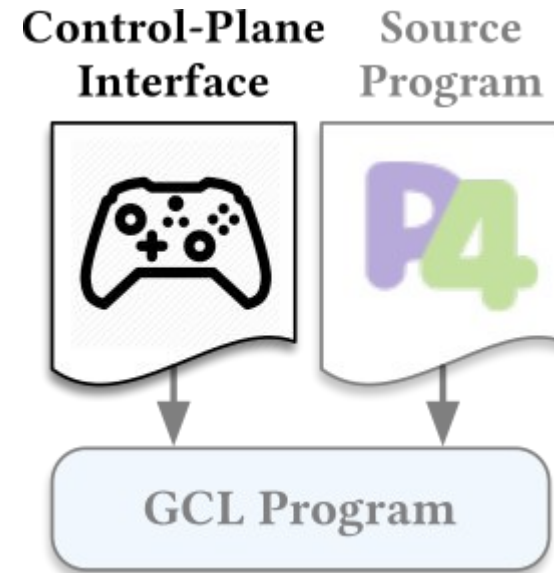 Control-Plane
Interface
Source
Program
P4
GCL Program